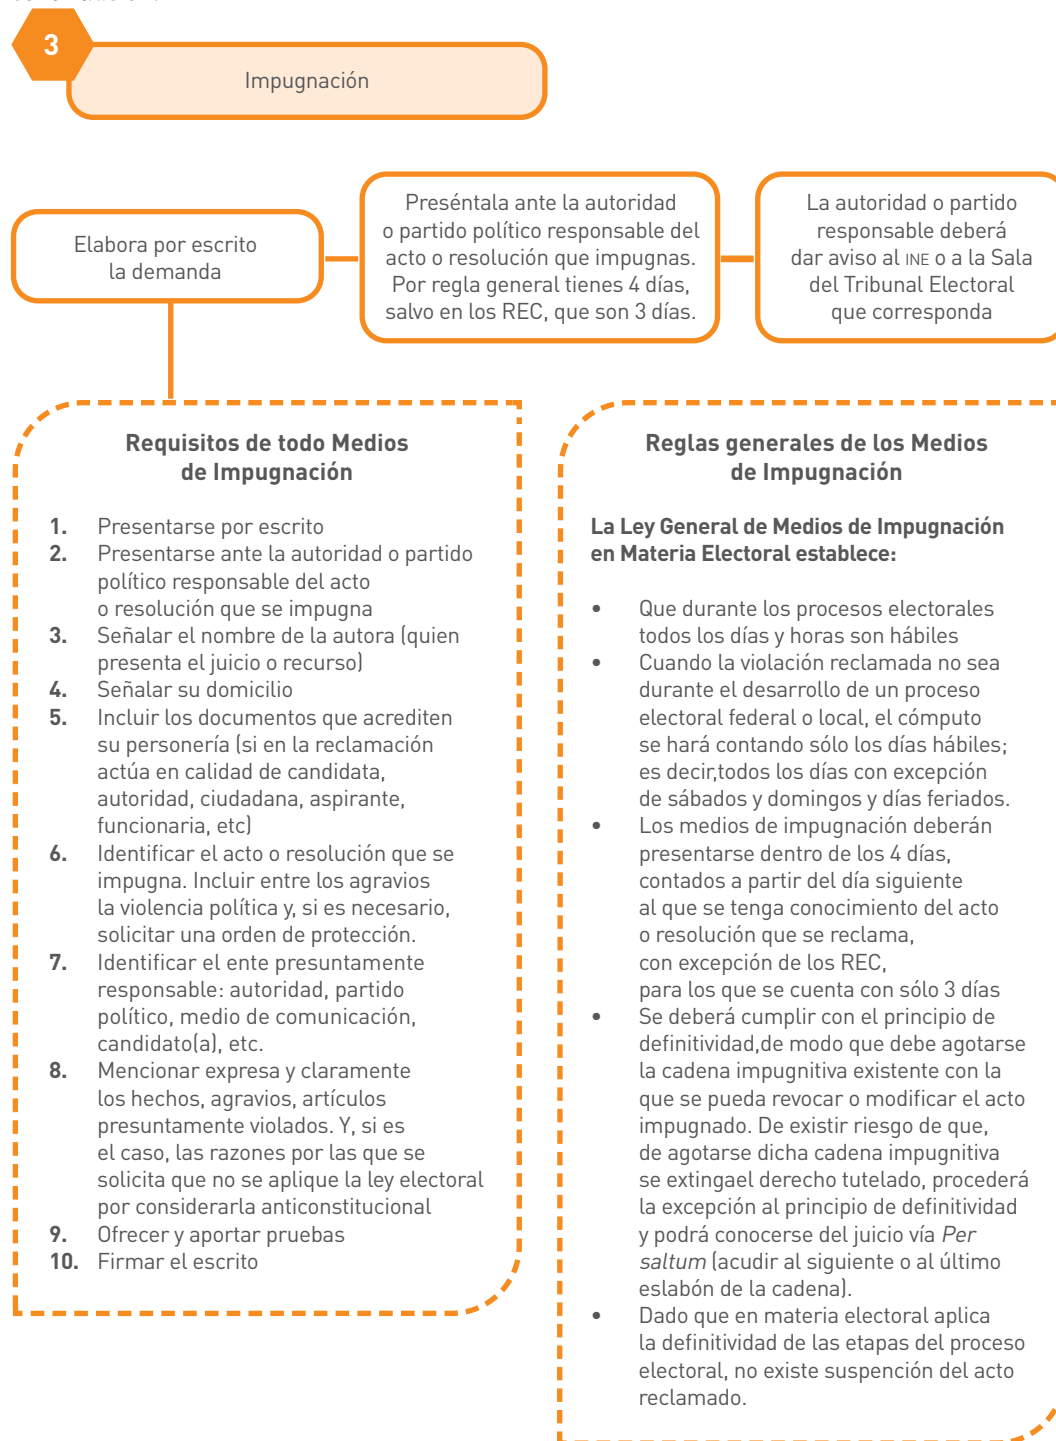 3
Impugnación
Elabora por escrito
la demanda
Preséntala ante la autoridad
o partido político responsable del
acto o resolución que impugnas.
Por regla general tienes 4 días,
salvo en los REC, que son 3 días.
La autoridad o partido
responsable deberá
dar aviso al INE o a la Sala
del Tribunal Electoral
que corresponda
Requisitos de todo Medios
de Impugnación
1. Presentarse por escrito
2. Presentarse ante la autoridad o partido
político responsable del acto
o resolución que se impugna
3. Señalar el nombre de la autora (quien
presenta el juicio o recurso)
4. Señalar su domicilio
5. Incluir los documentos que acrediten
su personería (si en la reclamación
actúa en calidad de candidata,
autoridad, ciudadana, aspirante,
funcionaria, etc)
6. Identificar el acto o resolución que se
impugna. Incluir entre los agravios
la violencia política y, si es necesario,
solicitar una orden de protección.
7. Identificar el ente presuntamente
responsable: autoridad, partido
político, medio de comunicación,
candidato(a), etc.
8. Mencionar expresa y claramente
los hechos, agravios, artículos
presuntamente violados. Y, si es
el caso, las razones por las que se
solicita que no se aplique la ley electoral
por considerarla anticonstitucional
9. Ofrecer y aportar pruebas
10. Firmar el escrito
Reglas generales de los Medios
de Impugnación
La Ley General de Medios de Impugnación
en Materia Electoral establece:
• Que durante los procesos electorales
todos los días y horas son hábiles
• Cuando la violación reclamada no sea
durante el desarrollo de un proceso
electoral federal o local, el cómputo
se hará contando sólo los días hábiles;
es decir,todos los días con excepción
de sábados y domingos y días feriados.
• Los medios de impugnación deberán
presentarse dentro de los 4 días,
contados a partir del día siguiente
al que se tenga conocimiento del acto
o resolución que se reclama,
con excepción de los REC,
para los que se cuenta con sólo 3 días
• Se deberá cumplir con el principio de
definitividad,de modo que debe agotarse
la cadena impugnitiva existente con la
que se pueda revocar o modificar el acto
impugnado. De existir riesgo de que,
de agotarse dicha cadena impugnitiva
se extingael derecho tutelado, procederá
la excepción al principio de definitividad
y podrá conocerse del juicio vía Per
saltum (acudir al siguiente o al último
eslabón de la cadena).
• Dado que en materia electoral aplica
la definitividad de las etapas del proceso
electoral, no existe suspención del acto
reclamado.